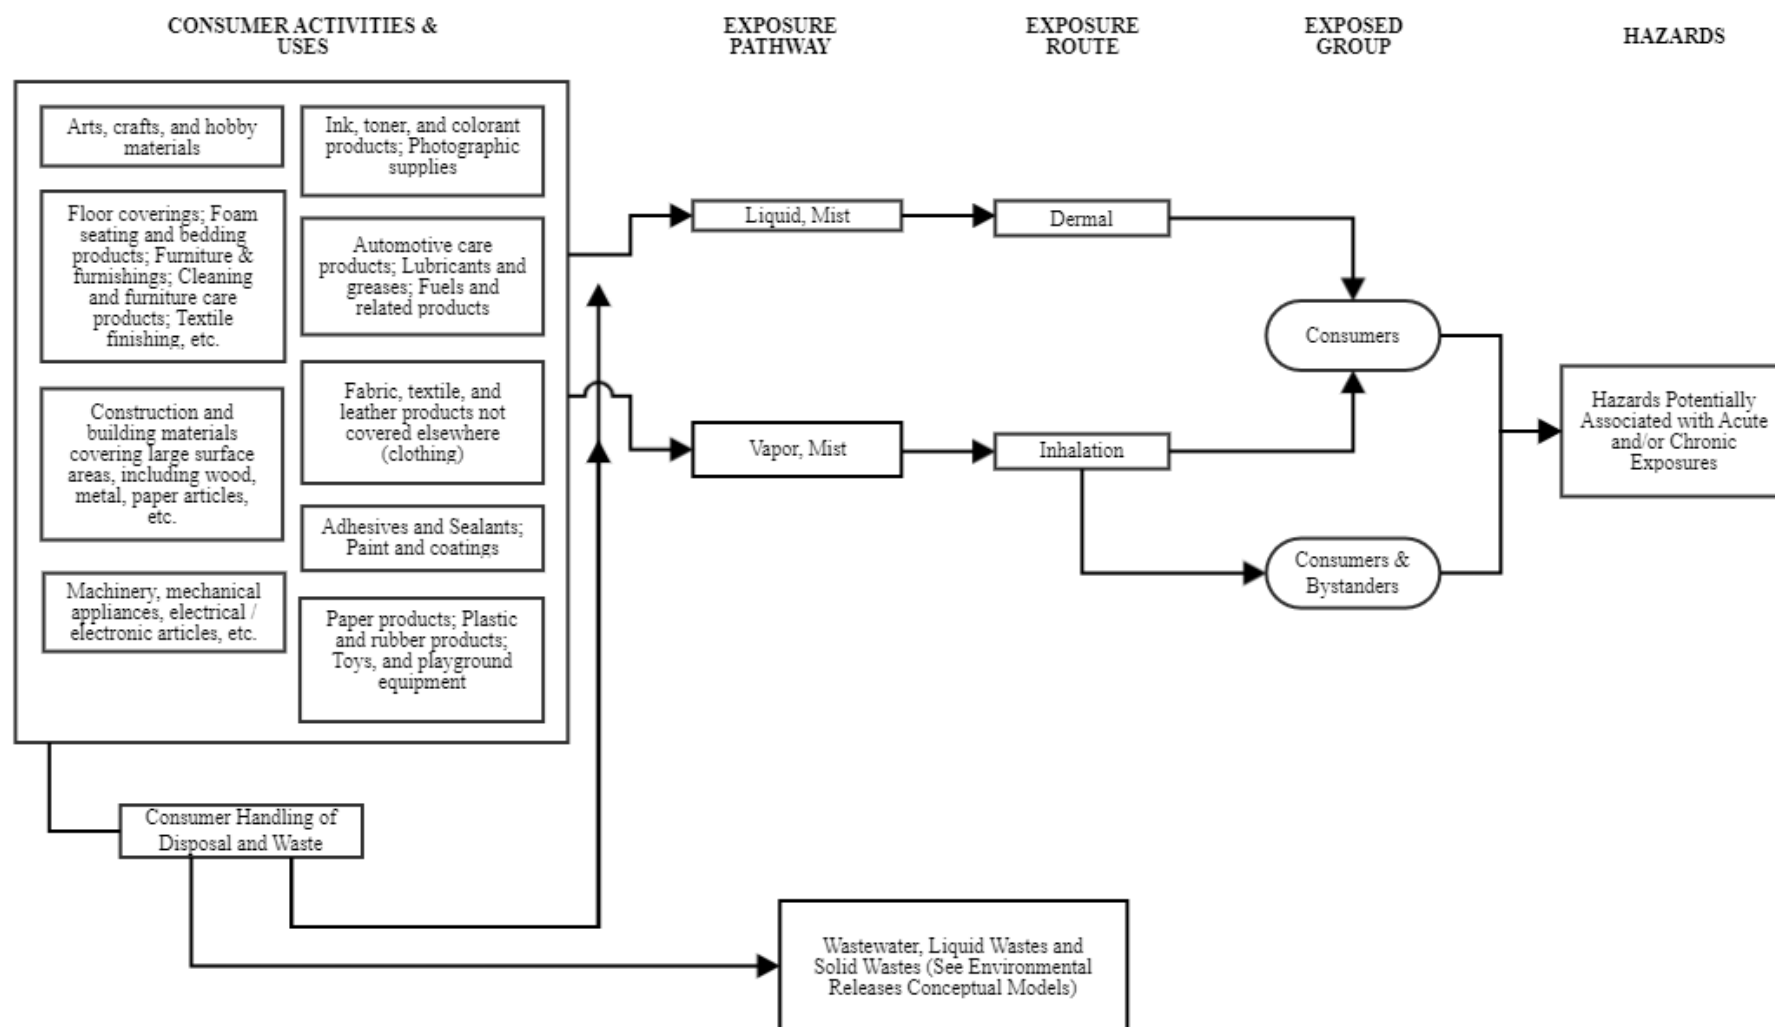 CONSUMER ACTIVITIES &
USES
EXPOSURE
PATHWAY
EXPOSURE
ROUTE
EXPOSED
GROUP
HAZARDS
Arts, crafts, and hobby
materials
Floor coverings; Foam
seating and bedding
products; Furniture &
furnishings; Cleaning
and furniture care
products; Textile
finishing, etc.
Construction and
building materials
covering large surface
areas, including wood,
metal, paper articles,
etc.
Machinery, mechanical
appliances, electrical /
electronic articles, etc.
Ink, toner, and colorant
products; Photographic
supplies
Automotive care
products; Lubricants and
greases; Fuels and
related products
Fabric, textile, and
leather products not
covered elsewhere
(clothing)
Adhesives and Sealants;
Paint and coatings
Paper products; Plastic
and rubber products;
Toys, and playground
equipment
Liquid, Mist
Dermal
Vapor, Mist
Inhalation
Consumers
Consumers &
Bystanders
Hazards Potentially
Associated with Acute
and/or Chronic
Exposures
Consumer Handling of
Disposal and Waste
Wastewater, Liquid Wastes and
Solid Wastes (See Environmental
Releases Conceptual Models)